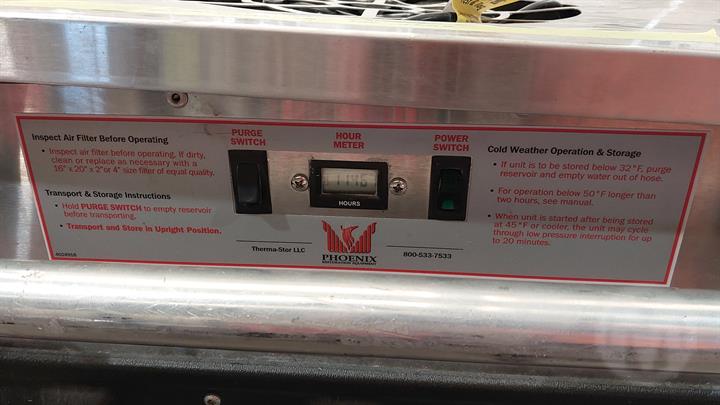 Inspect Air Filter Before Operating
• Inspect air filter before operating. If dirty,
clean or replace as necessary with a
16" x 20" x 2" or 4" size filter of equal quality.
Transport & Storage Instructions
• Hold PURGE SWITCH to empty reservoir
before transporting.
• Transport and Store in Upright Position.
PURGE
SWITCH
HOUR
METER
HOURS
POWER
SWITCH
Therma-Stor LLC
PHOENIX
RESTORATION EQUIPMENT
800-533-7533
Cold Weather Operation & Storage
• If unit is to be stored below 32°F, purge
reservoir and empty water out of hose.
• For operation below 50°F longer than
two hours, see manual.
• When unit is started after being stored
at 45°F or cooler, the unit may cycle
through low pressure interruption for up
to 20 minutes.